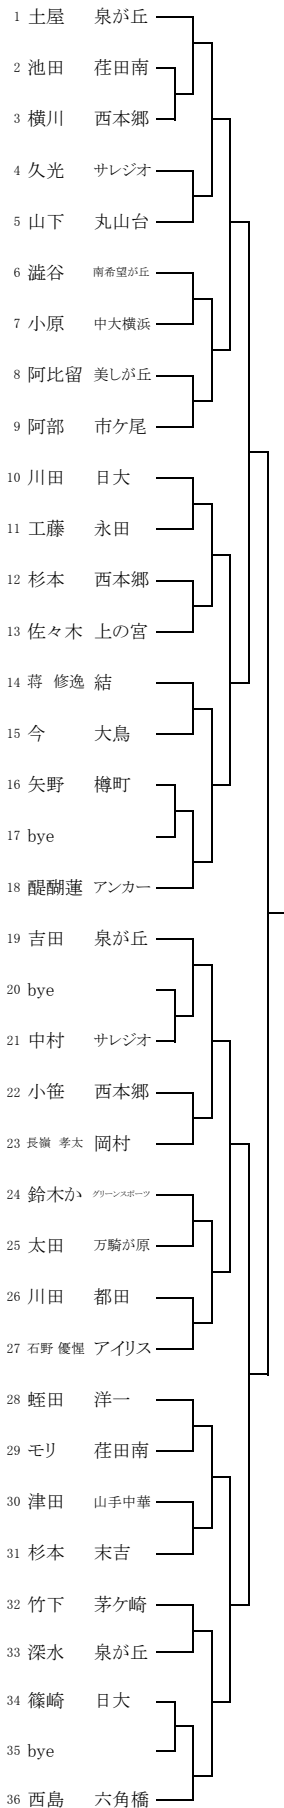 1 土屋 泉が丘
2 池田 荏田南
3 横川 西本郷
4 久光 サレジオ
5 山下 丸山台
6 澁谷 南希望が丘
7 小原 中大横浜
8 阿比留 美しが丘
9 阿部 市ケ尾
10 川田 日大
11 工藤 永田
12 杉本 西本郷
13 佐々木 上の宮
14 蒋 修逸 結
15 今 大鳥
16 矢野 樽町
17 bye
18 醍醐蓮 アンカー
19 吉田 泉が丘
20 bye
21 中村 サレジオ
22 小笹 西本郷
23 長嶺 孝太 岡村
24 鈴木か グリーンスポーツ
25 太田 万騎が原
26 川田 都田
27 石野 優惺 アイリス
28 蛭田 洋一
29 モリ 荏田南
30 津田 山手中華
31 杉本 末吉
32 竹下 茅ケ崎
33 深水 泉が丘
34 篠崎 日大
35 bye
36 西島 六角橋